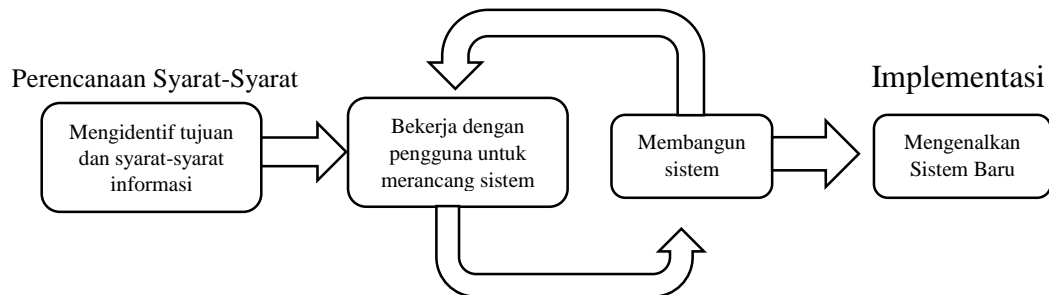 Perencanaan Syarat-Syarat
Mengidentif tujuan
dan syarat-syarat
informasi
Bekerja dengan
pengguna untuk
merancang sistem
Membangun
sistem
Implementasi
Mengenalkan
Sistem Baru